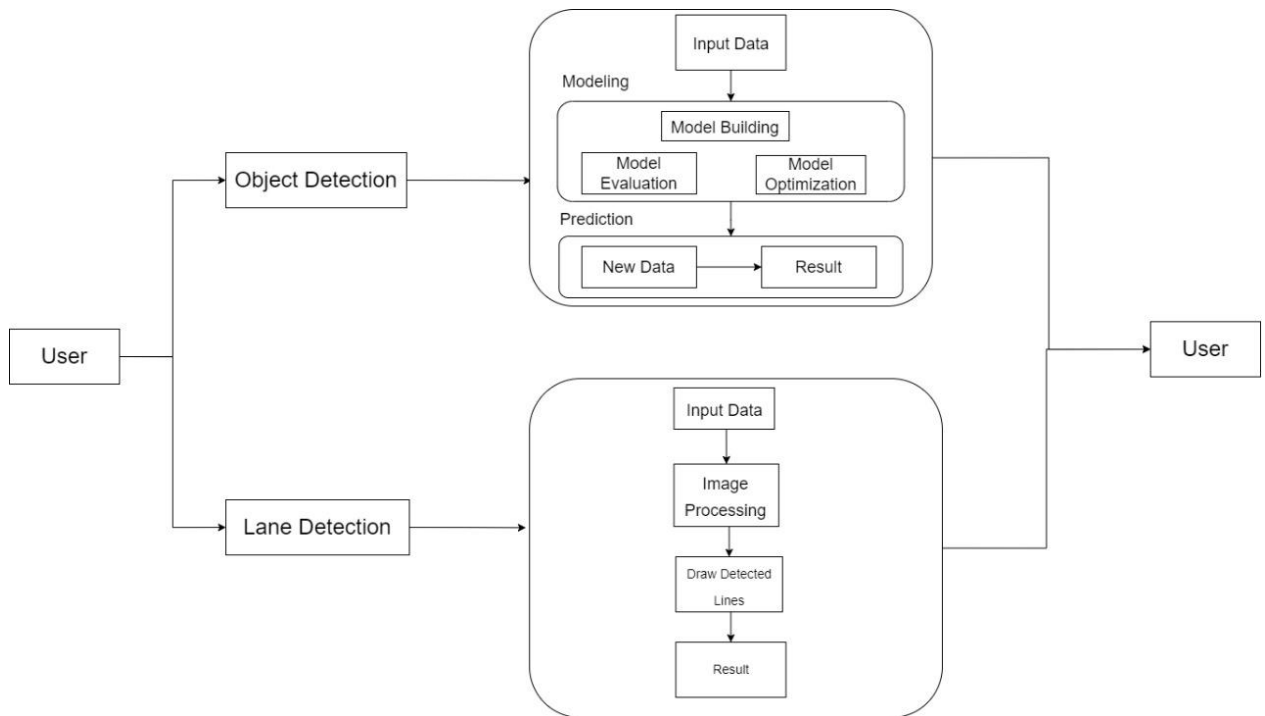 User
Object Detection
Input Data
Modeling
Model Building
Model
Evaluation
Model
Optimization
Prediction
New Data
Result
Lane Detection
Input Data
Image
Processing
Draw Detected
Lines
Result
User